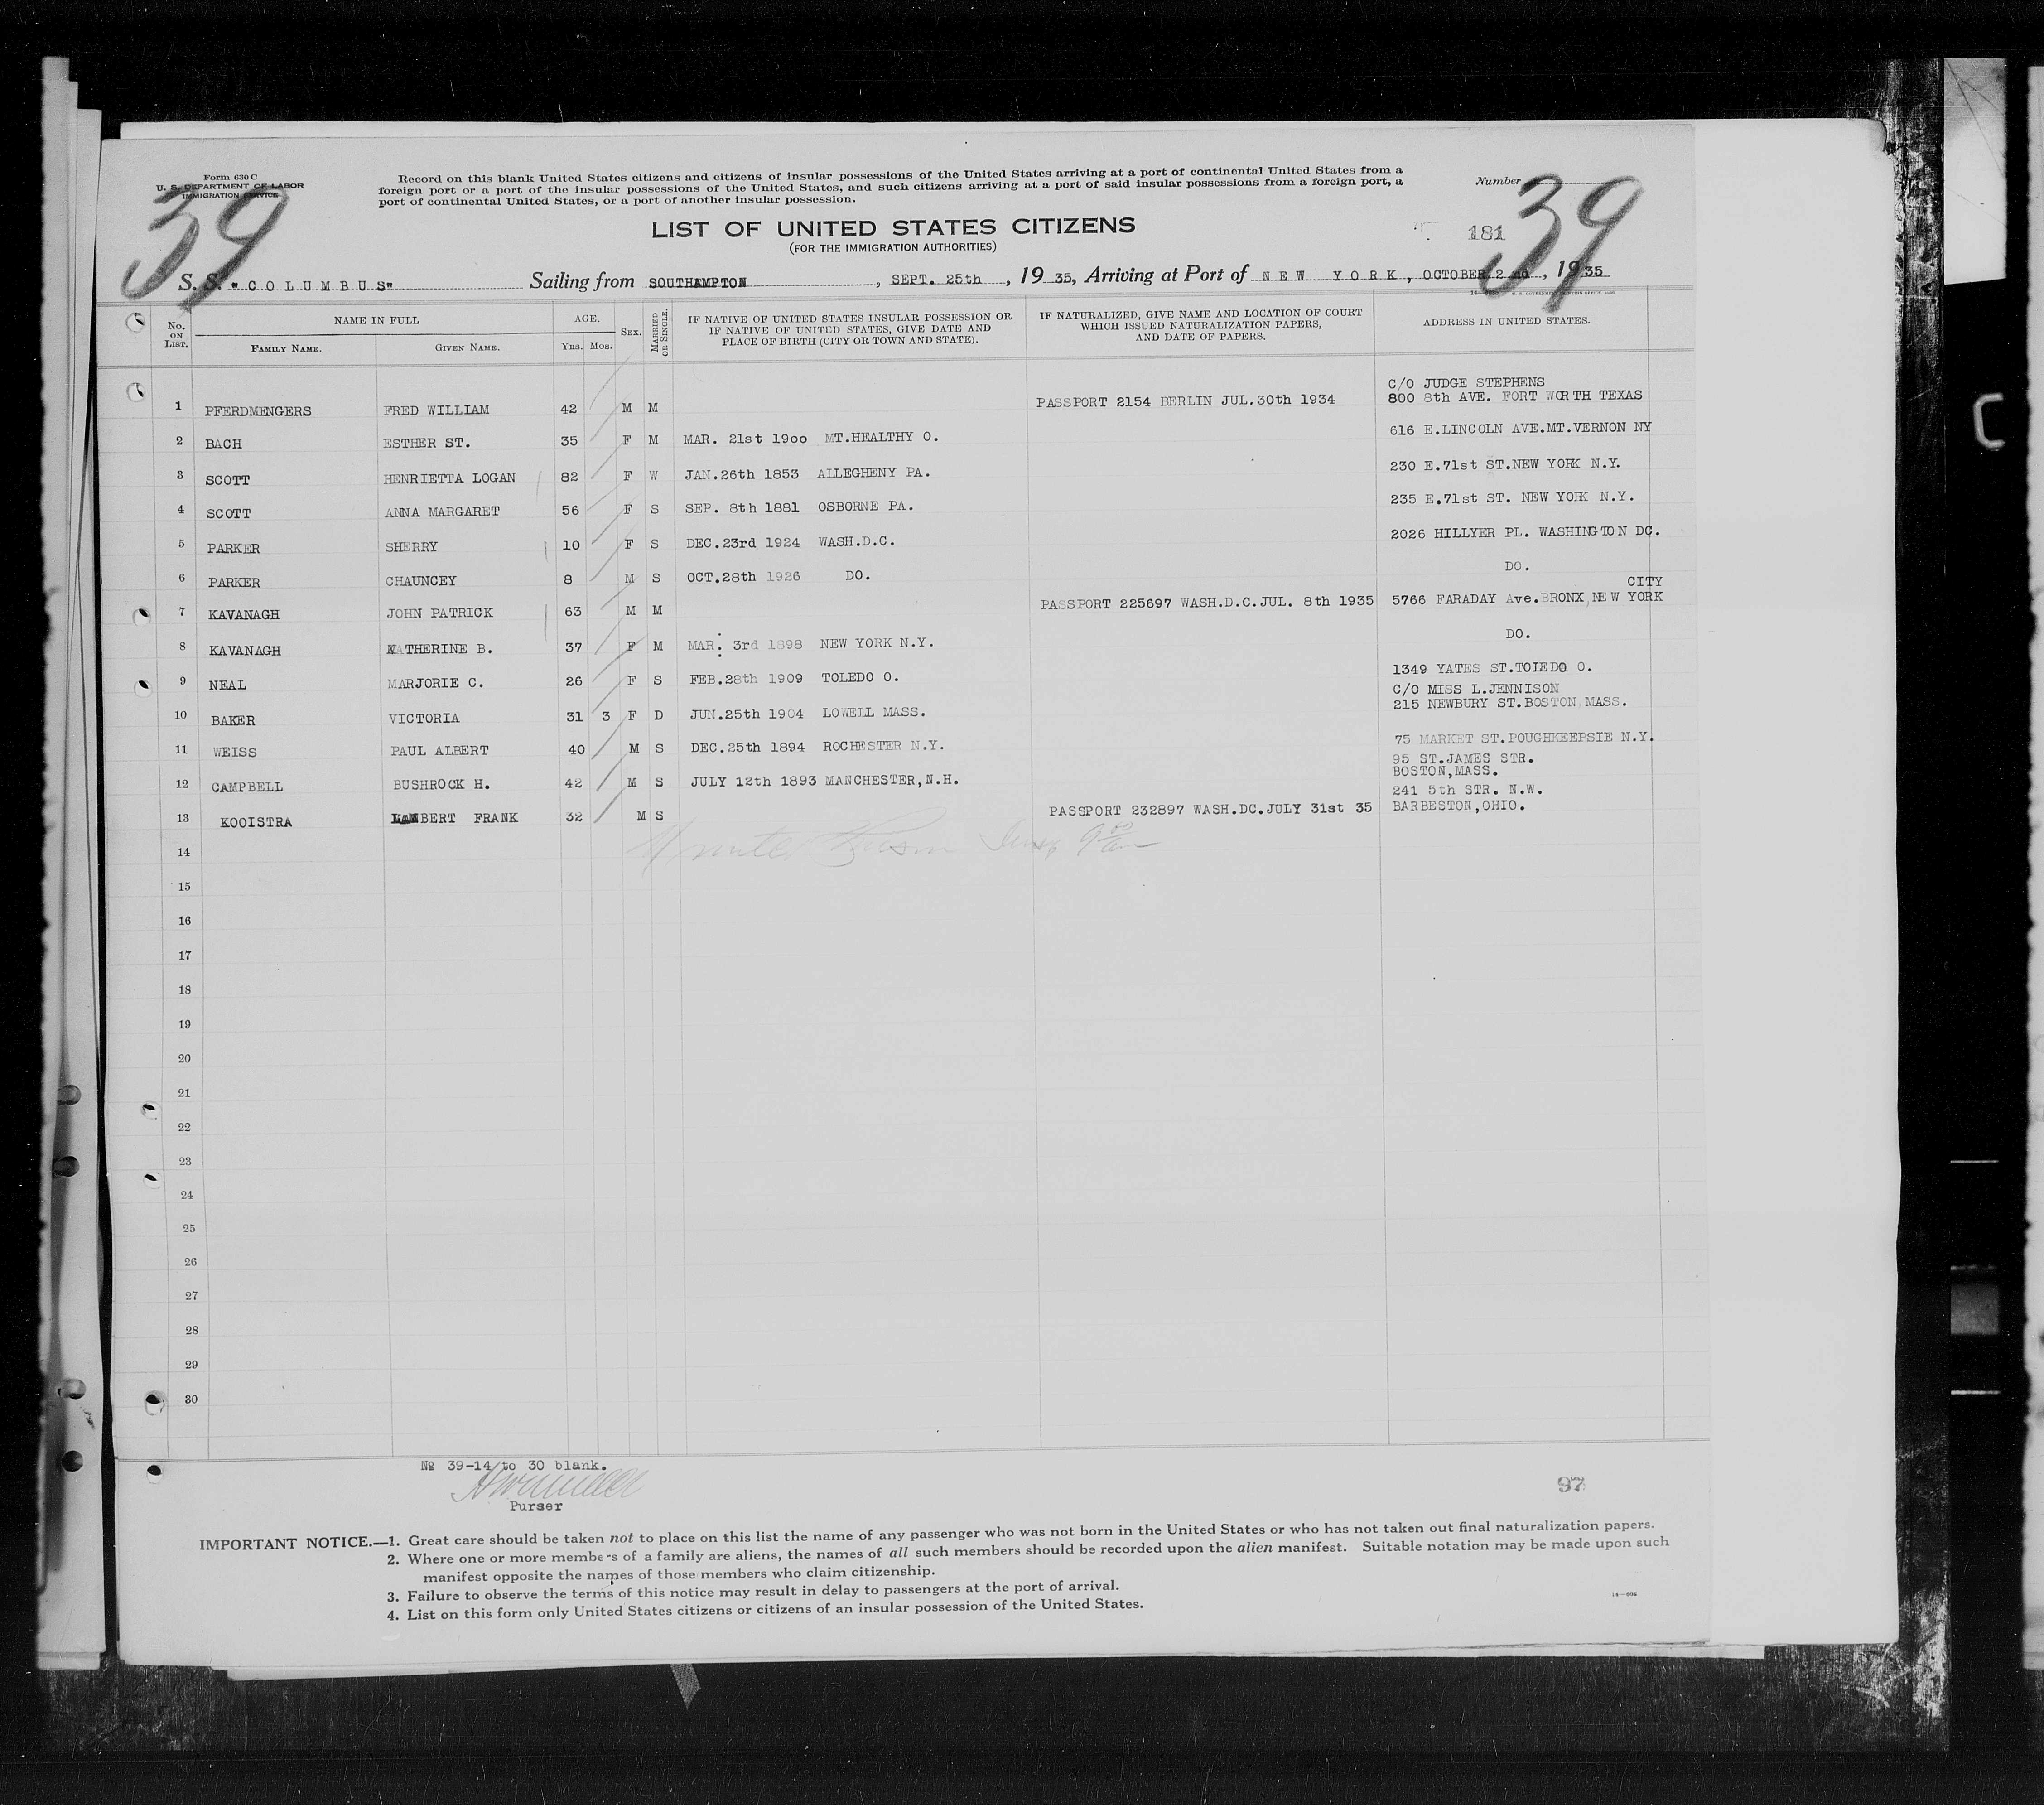 Form 630 C
U. S. DEPARTMENT OF LABOR
IMMIGRATION SERVICE
Record on this blank United States citizens and citizens of insular possessions of the United States arriving at a port of continental United States from a
foreign port or a port of the insular possessions of the United States, and such citizens arriving at a port of said insular possessions from a foreign port, a
port of continental United States, or a port of another insular possession.
Number
39
39
LIST OF UNITED STATES CITIZENS
(FOR THE IMMIGRATION AUTHORITIES)
181
S. S. "COLUMBUS" Sailing from SOUTHAMPTON, SEPT. 25th, 19 35, Arriving at Port of NEW YORK, OCTOBER 2 nd, 19 35
No. ON LIST. NAME IN FULL AGE. SEX. MARRIED OR SINGLE. IF NATIVE OF UNITED STATES INSULAR POSSESSION OR IF NATIVE OF UNITED STATES, GIVE DATE AND PLACE OF BIRTH (CITY OR TOWN AND STATE). IF NATURALIZED, GIVE NAME AND LOCATION OF COURT WHICH ISSUED NATURALIZATION PAPERS, AND DATE OF PAPERS. ADDRESS IN UNITED STATES.
FAMILY NAME. GIVEN NAME. YRS. MOS.
C/O JUDGE STEPHENS
1 PFERDMENGERS FRED WILLIAM 42 M M PASSPORT 2154 BERLIN JUL.30th 1934 800 8th AVE. FORT WORTH TEXAS
2 BACH ESTHER ST. 35 F M MAR. 21st 19oo MT.HEALTHY O. 616 E.LINCOLN AVE.MT.VERNON NY
3 SCOTT HENRIETTA LOGAN 82 F W JAN.26th 1853 ALLEGHENY PA. 230 E.71st ST.NEW YORK N.Y.
4 SCOTT ANNA MARGARET 56 F S SEP. 8th 1881 OSBORNE PA. 235 E.71st ST. NEW YORK N.Y.
5 PARKER SHERRY 10 F S DEC.23rd 1924 WASH.D.C. 2026 HILLYER PL. WASHINGTON DC.
6 PARKER CHAUNCEY 8 M S OCT.28th 1926 DO. DO.
CITY
7 KAVANAGH JOHN PATRICK 63 M M PASSPORT 225697 WASH.D.C.JUL. 8th 1935 5766 FARADAY Ave.BRONX,NEW YORK
8 KAVANAGH KATHERINE B. 37 F M MAR. 3rd 1898 NEW YORK N.Y. DO.
9 NEAL MARJORIE C. 26 F S FEB.28th 1909 TOLEDO O. 1349 YATES ST.TOLEDO O.
C/O MISS L.JENNISON
10 BAKER VICTORIA 31 3 F D JUN.25th 1904 LOWELL MASS. 215 NEWBURY ST.BOSTON MASS.
11 WEISS PAUL ALBERT 40 M S DEC.25th 1894 ROCHESTER N.Y. 75 MARKET ST.POUGHKEEPSIE N.Y.
95 ST.JAMES STR.
12 CAMPBELL BUSHROCK H. 42 M S JULY 12th 1893 MANCHESTER,N.H. BOSTON,MASS.
241 5th STR. N.W.
13 KOOISTRA LAMBERT FRANK 32 M S PASSPORT 232897 WASH.DC.JULY 31st 35 BARBESTON,OHIO.
14
15
16
17
18
19
20
21
22
23
24
25
26
27
28
29
30
№ 39-14 to 30 blank.
Purser
97
IMPORTANT NOTICE.—1. Great care should be taken not to place on this list the name of any passenger who was not born in the United States or who has not taken out final naturalization papers.
2. Where one or more members of a family are aliens, the names of all such members should be recorded upon the alien manifest. Suitable notation may be made upon such
manifest opposite the names of those members who claim citizenship.
3. Failure to observe the terms of this notice may result in delay to passengers at the port of arrival.
4. List on this form only United States citizens or citizens of an insular possession of the United States.